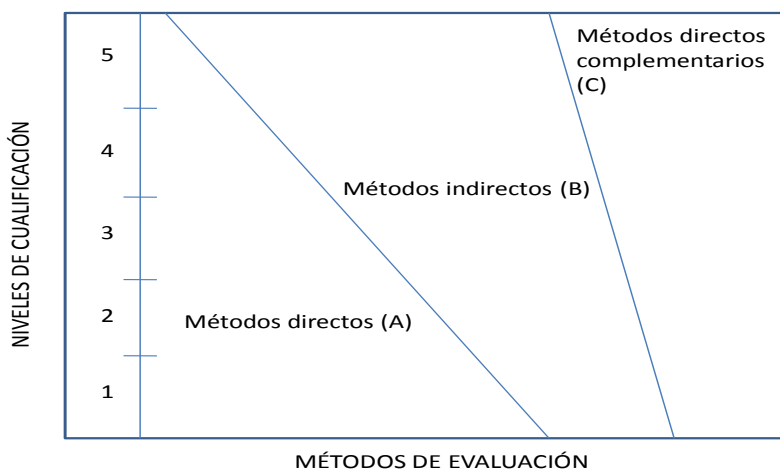 Métodos directos
complementarios
(C)
5
4
Métodos indirectos (B)
3
2
Métodos directos (A)
1
NIVELES DE CUALIFICACIÓN
MÉTODOS DE EVALUACIÓN